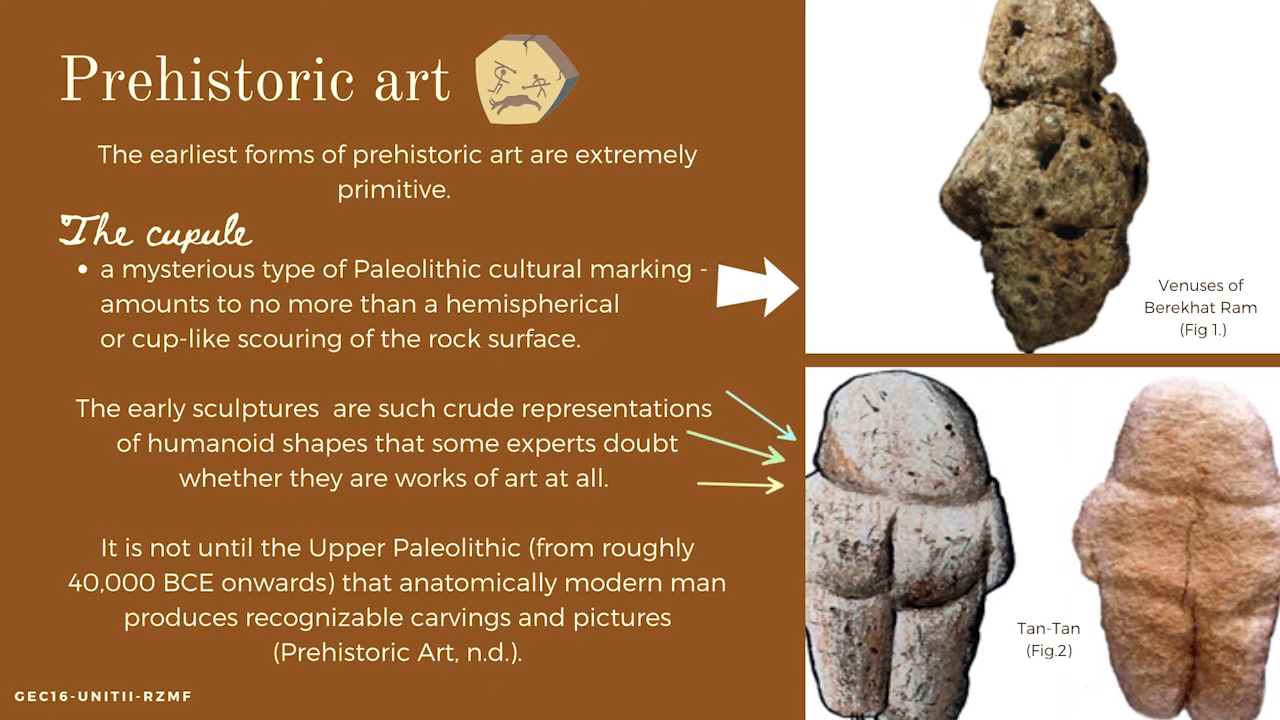 Prehistoric art
The earliest forms of prehistoric art are extremely
primitive.
The cupule
• a mysterious type of Paleolithic cultural marking -
amounts to no more than a hemispherical
or cup-like scouring of the rock surface.
The early sculptures are such crude representations
of humanoid shapes that some experts doubt
whether they are works of art at all.
It is not until the Upper Paleolithic (from roughly
40,000 BCE onwards) that anatomically modern man
produces recognizable carvings and pictures
(Prehistoric Art, n.d.).
GEC16-UNITII-RZMF
Venuses of
Berekhat Ram
(Fig 1.)
Tan-Tan
(Fig.2)